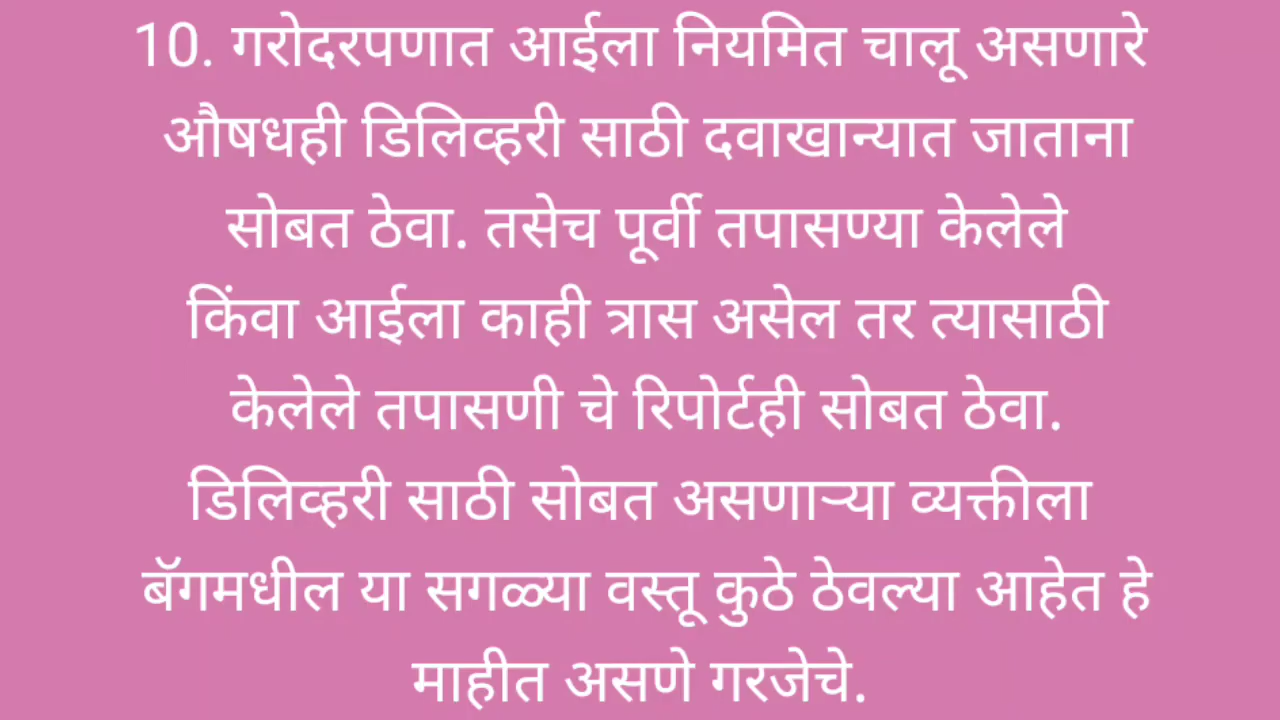 10. गरोदरपणात आईला नियमित चालू असणारे
औषधही डिलिव्हरी साठी दवाखान्यात जाताना
सोबत ठेवा. तसेच पूर्वी तपासण्या केलेले
किंवा आईला काही त्रास असेल तर त्यासाठी
केलेले तपासणी चे रिपोर्टही सोबत ठेवा.
डिलिव्हरी साठी सोबत असणाऱ्या व्यक्तीला
बॅगमधील या सगळ्या वस्तू कुठे ठेवल्या आहेत हे
माहीत असणे गरजेचे.